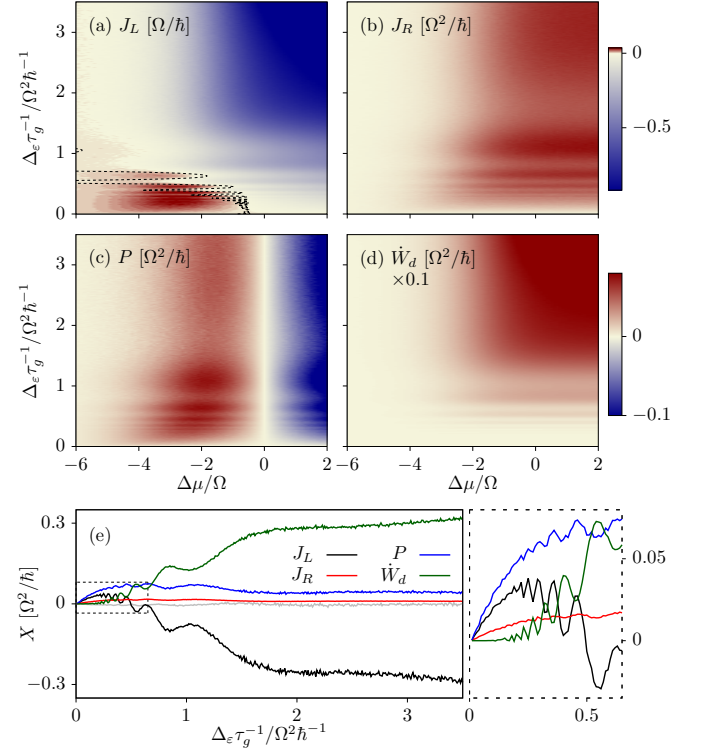 (a) J_L [Ω/ħ]
(b) J_R [Ω²/ħ]
Δ_ε τ_g⁻¹/Ω²ħ⁻¹
3
2
1
0
0
−0.5
(c) P [Ω²/ħ]
(d) Ẇ_d [Ω²/ħ]
×0.1
Δ_ε τ_g⁻¹/Ω²ħ⁻¹
3
2
1
0
0
−0.1
−6 −4 −2 0 2
−6 −4 −2 0 2
Δμ/Ω
Δμ/Ω
(e)
X [Ω²/ħ]
0.3
0
−0.3
J_L
J_R
P
Ẇ_d
0.05
0
0 1 2 3
0 0.5
Δ_ε τ_g⁻¹/Ω²ħ⁻¹